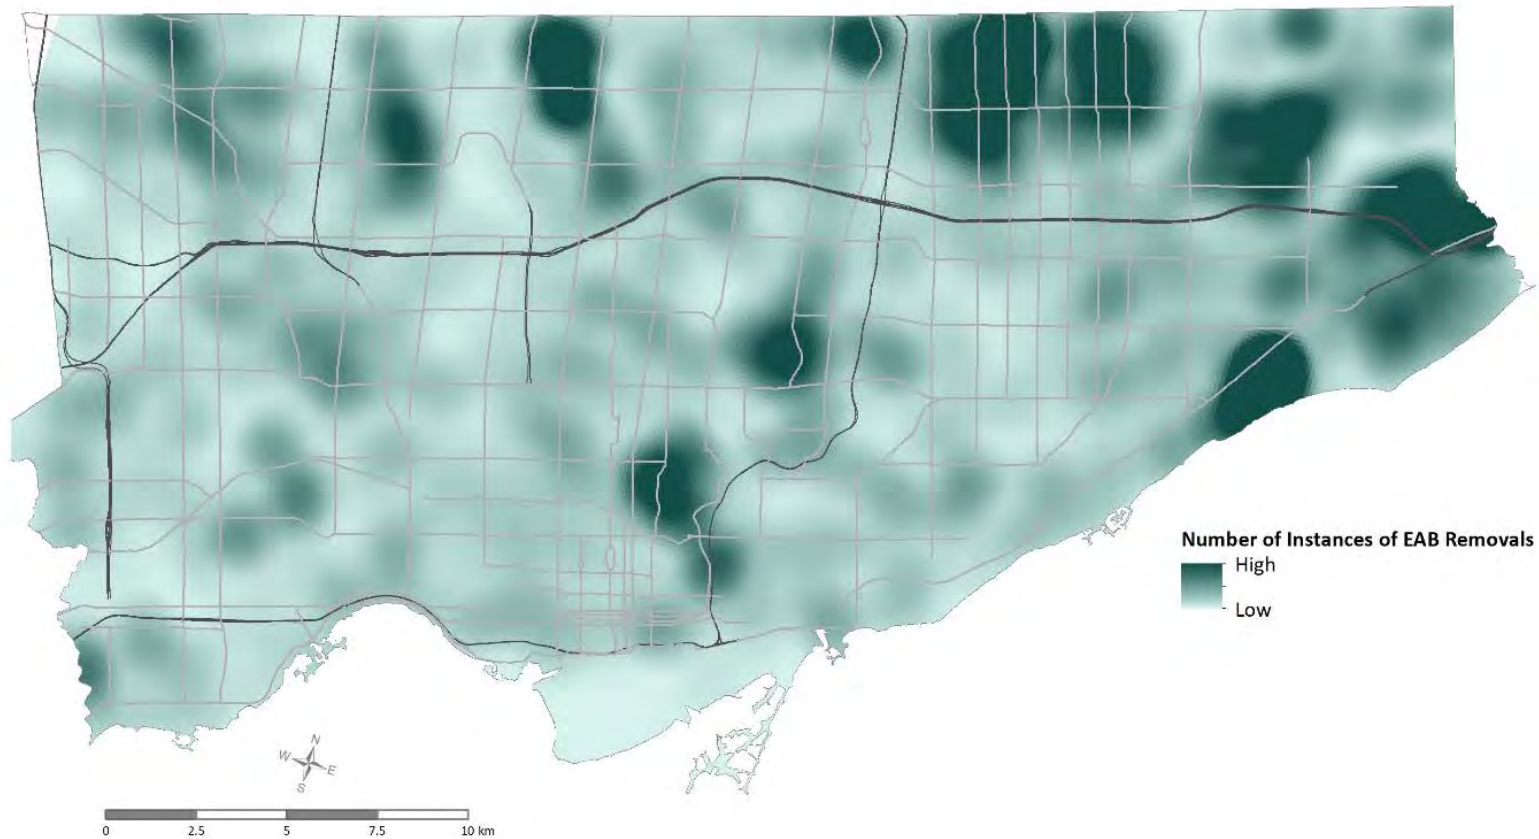 Number of Instances of EAB Removals
High
Low
N
W
E
S
0 2.5 5 7.5 10 km